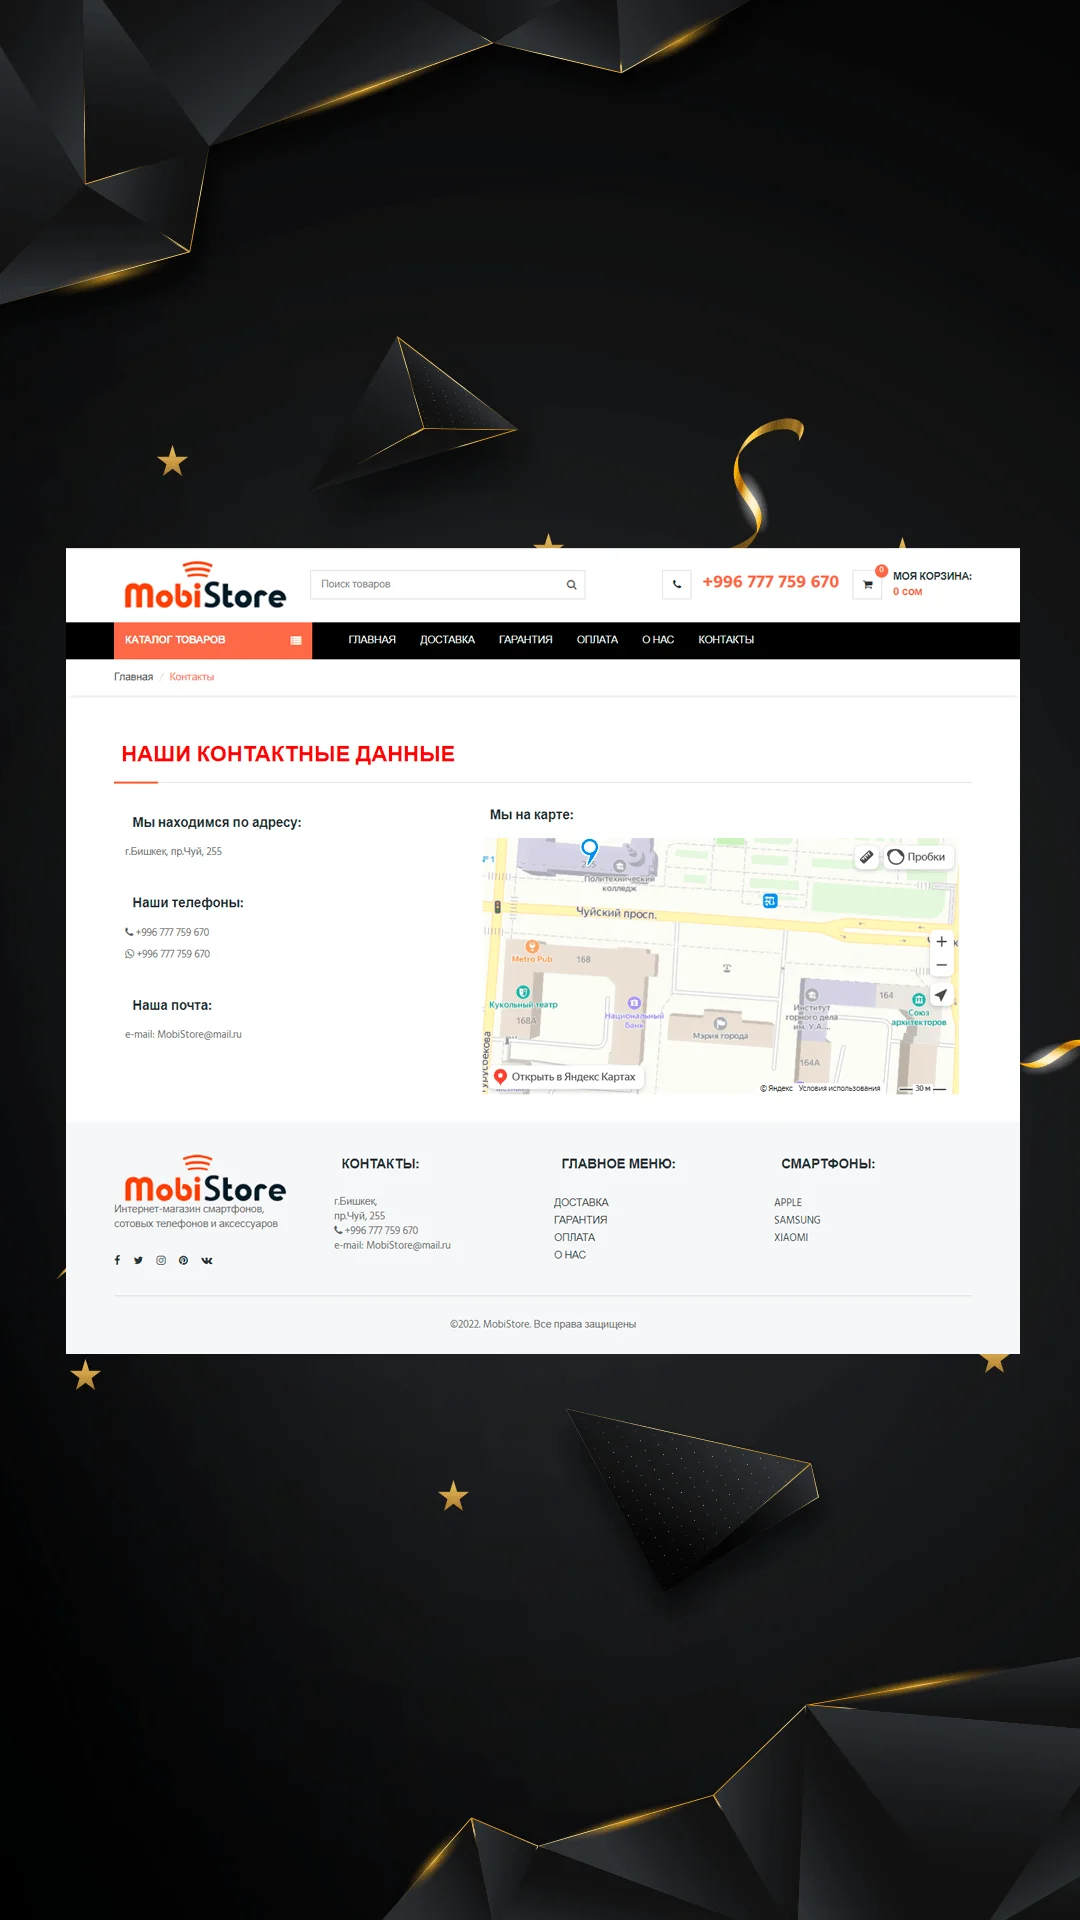 MobiStore
Поиск товаров
+996 777 759 670
0
МОЯ КОРЗИНА:
0 сом
КАТАЛОГ ТОВАРОВ
ГЛАВНАЯ ДОСТАВКА ГАРАНТИЯ ОПЛАТА О НАС КОНТАКТЫ
Главная / Контакты
НАШИ КОНТАКТНЫЕ ДАННЫЕ
Мы находимся по адресу:
г.Бишкек, пр.Чуй, 255
Наши телефоны:
+996 777 759 670
+996 777 759 670
Наша почта:
e-mail: MobiStore@mail.ru
Мы на карте:
№ 1
255
Политехнический
колледж
Пробки
Чуйский просп.
Metro Pub
168
Кукольный театр
168А
Национальный
Банк
Мэрия города
Институт
горного дела
им. У.А....
164
Союз
архитекторов
164А
Открыть в Яндекс Картах
© Яндекс Условия использования
30 м
MobiStore
Интернет-магазин смартфонов,
сотовых телефонов и аксессуаров
КОНТАКТЫ:
г.Бишкек,
пр.Чуй, 255
+996 777 759 670
e-mail: MobiStore@mail.ru
ГЛАВНОЕ МЕНЮ:
ДОСТАВКА
ГАРАНТИЯ
ОПЛАТА
О НАС
СМАРТФОНЫ:
APPLE
SAMSUNG
XIAOMI
©2022. MobiStore. Все права защищены